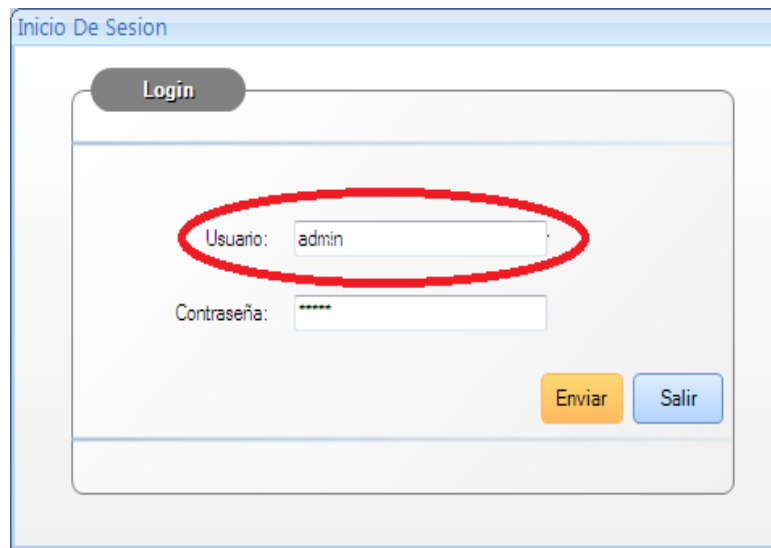 Inicio De Sesion
Login
Usuario: admin
Contraseña: *****
Enviar Salir